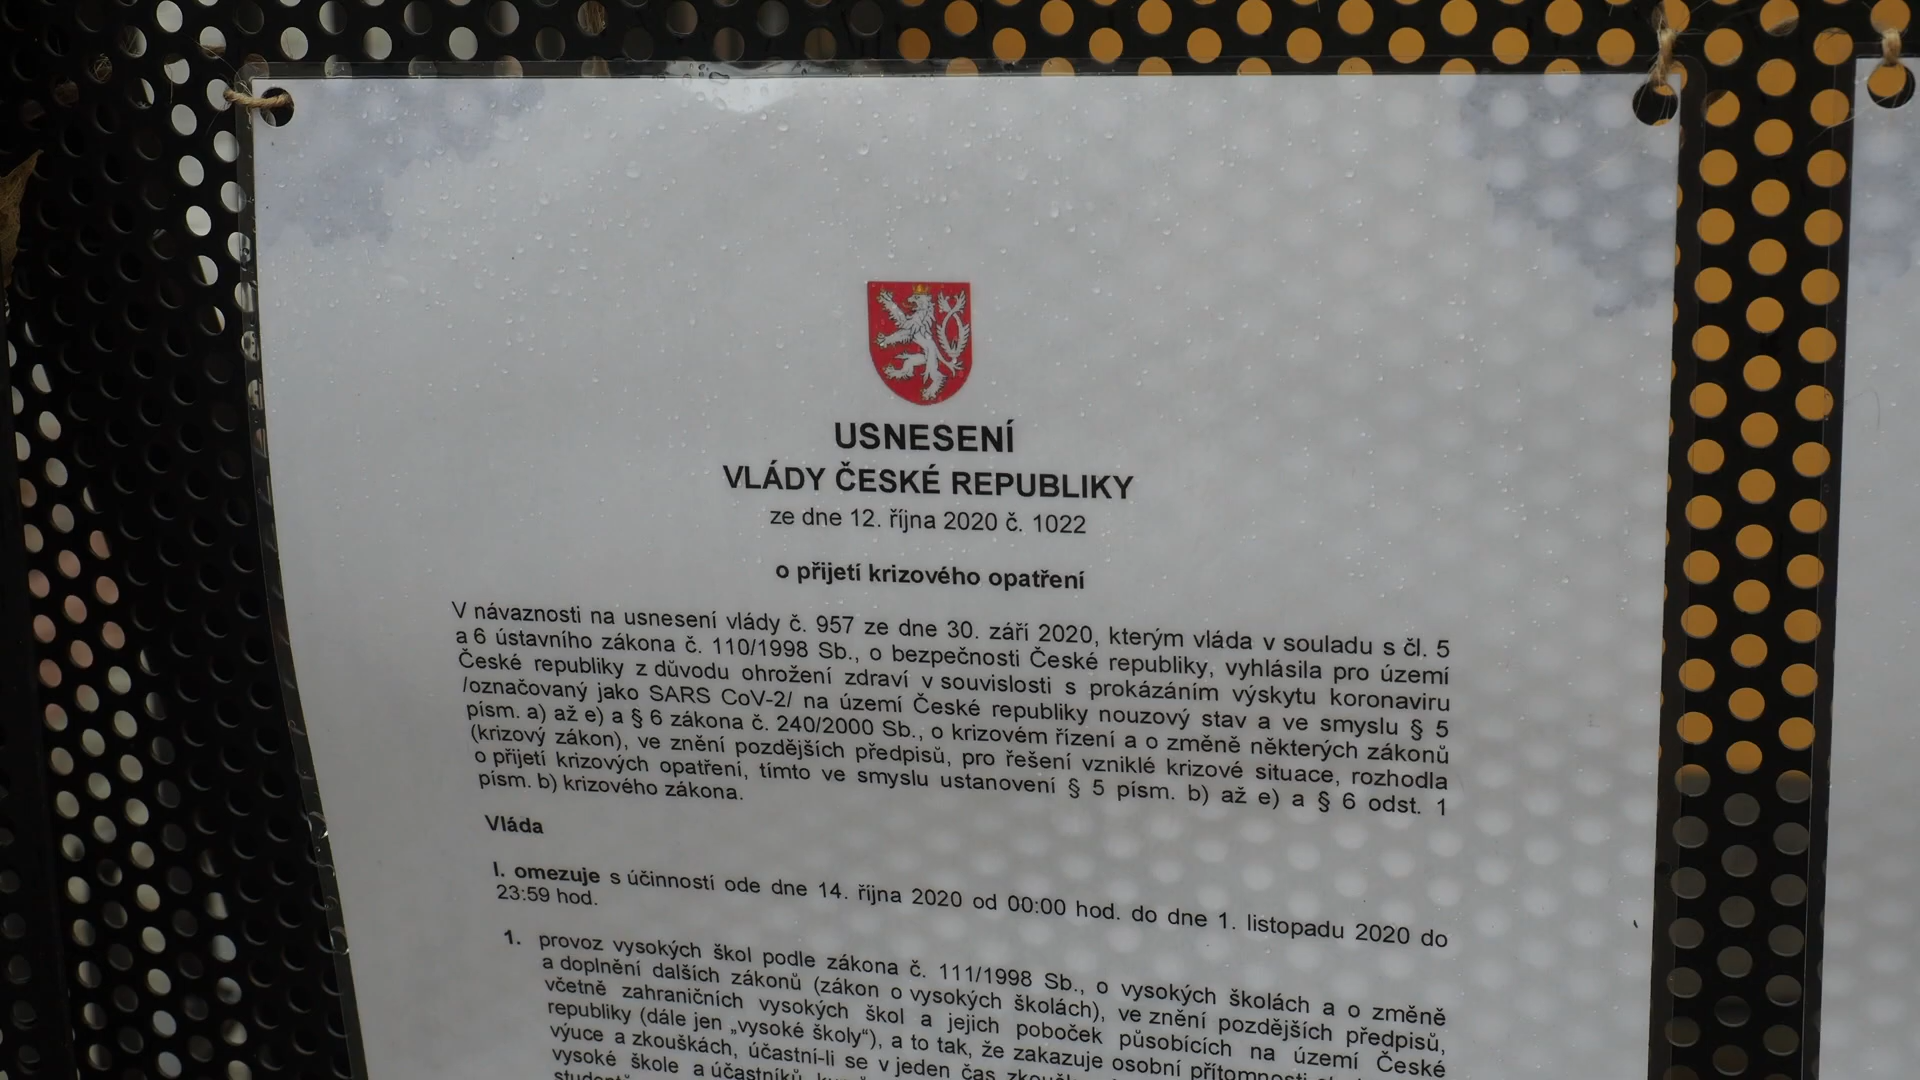 USNESENÍ
VLÁDY ČESKÉ REPUBLIKY
ze dne 12. října 2020 č. 1022
o přijetí krizového opatření
V návaznosti na usnesení vlády č. 957 ze dne 30. září 2020, kterým vláda v souladu s čl. 5
a 6 ústavního zákona č. 110/1998 Sb., o bezpečnosti České republiky, vyhlásila pro území
České republiky z důvodu ohrožení zdraví v souvislosti s prokázáním výskytu koronaviru
/označovaný jako SARS CoV-2/ na území České republiky nouzový stav a ve smyslu § 5
písm. a) až e) a § 6 zákona č. 240/2000 Sb., o krizovém řízení a o změně některých zákonů
(krizový zákon), ve znění pozdějších předpisů, pro řešení vzniklé krizové situace, rozhodla
o přijetí krizových opatření, tímto ve smyslu ustanovení § 5 písm. b) až e) a § 6 odst. 1
písm. b) krizového zákona.
Vláda
I. omezuje s účinností ode dne 14. října 2020 od 00:00 hod. do dne 1. listopadu 2020 do
23:59 hod.
1. provoz vysokých škol podle zákona č. 111/1998 Sb., o vysokých školách a o změně
a doplnění dalších zákonů (zákon o vysokých školách), ve znění pozdějších předpisů,
včetně zahraničních vysokých škol a jejich poboček působících na území České
republiky (dále jen „vysoké školy“), a to tak, že zakazuje osobní přítomnosti
výuce a zkouškách, účastní-li se v jeden čas
vysoké škole a účastníků